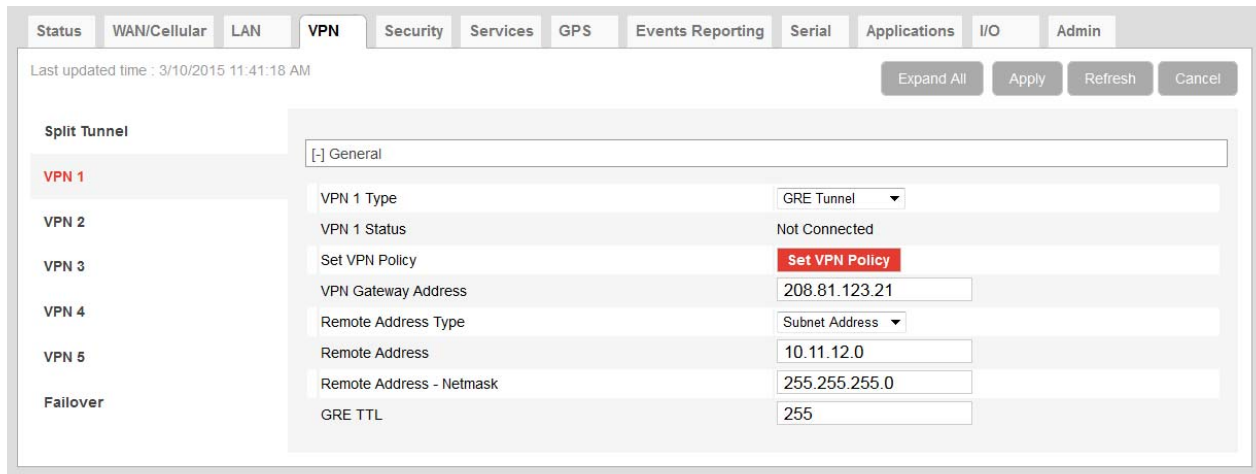 Status WAN/Cellular LAN VPN Security Services GPS Events Reporting Serial Applications I/O Admin
Last updated time : 3/10/2015 11:41:18 AM
Expand All Apply Refresh Cancel
Split Tunnel
VPN 1
VPN 2
VPN 3
VPN 4
VPN 5
Failover
[-] General
VPN 1 Type GRE Tunnel
VPN 1 Status Not Connected
Set VPN Policy Set VPN Policy
VPN Gateway Address 208.81.123.21
Remote Address Type Subnet Address
Remote Address 10.11.12.0
Remote Address - Netmask 255.255.255.0
GRE TTL 255